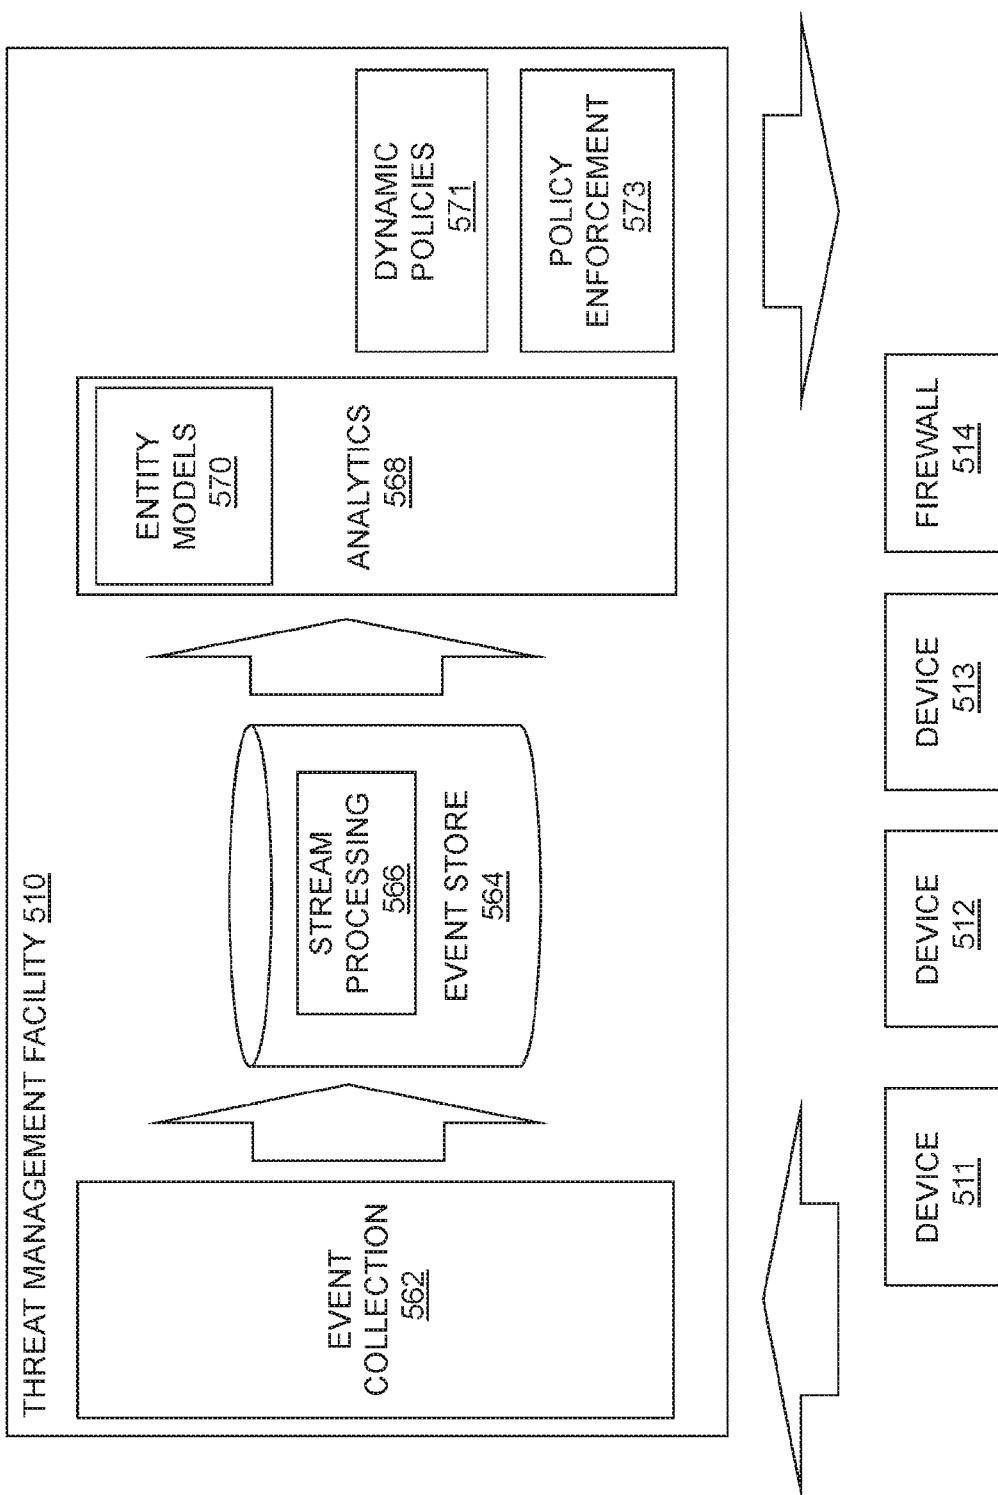 THREAT MANAGEMENT FACILITY 510
EVENT
COLLECTION
562
STREAM
PROCESSING
566
EVENT STORE
564
ENTITY
MODELS
570
ANALYTICS
568
DYNAMIC
POLICIES
571
POLICY
ENFORCEMENT
573
DEVICE
511
DEVICE
512
DEVICE
513
FIREWALL
514